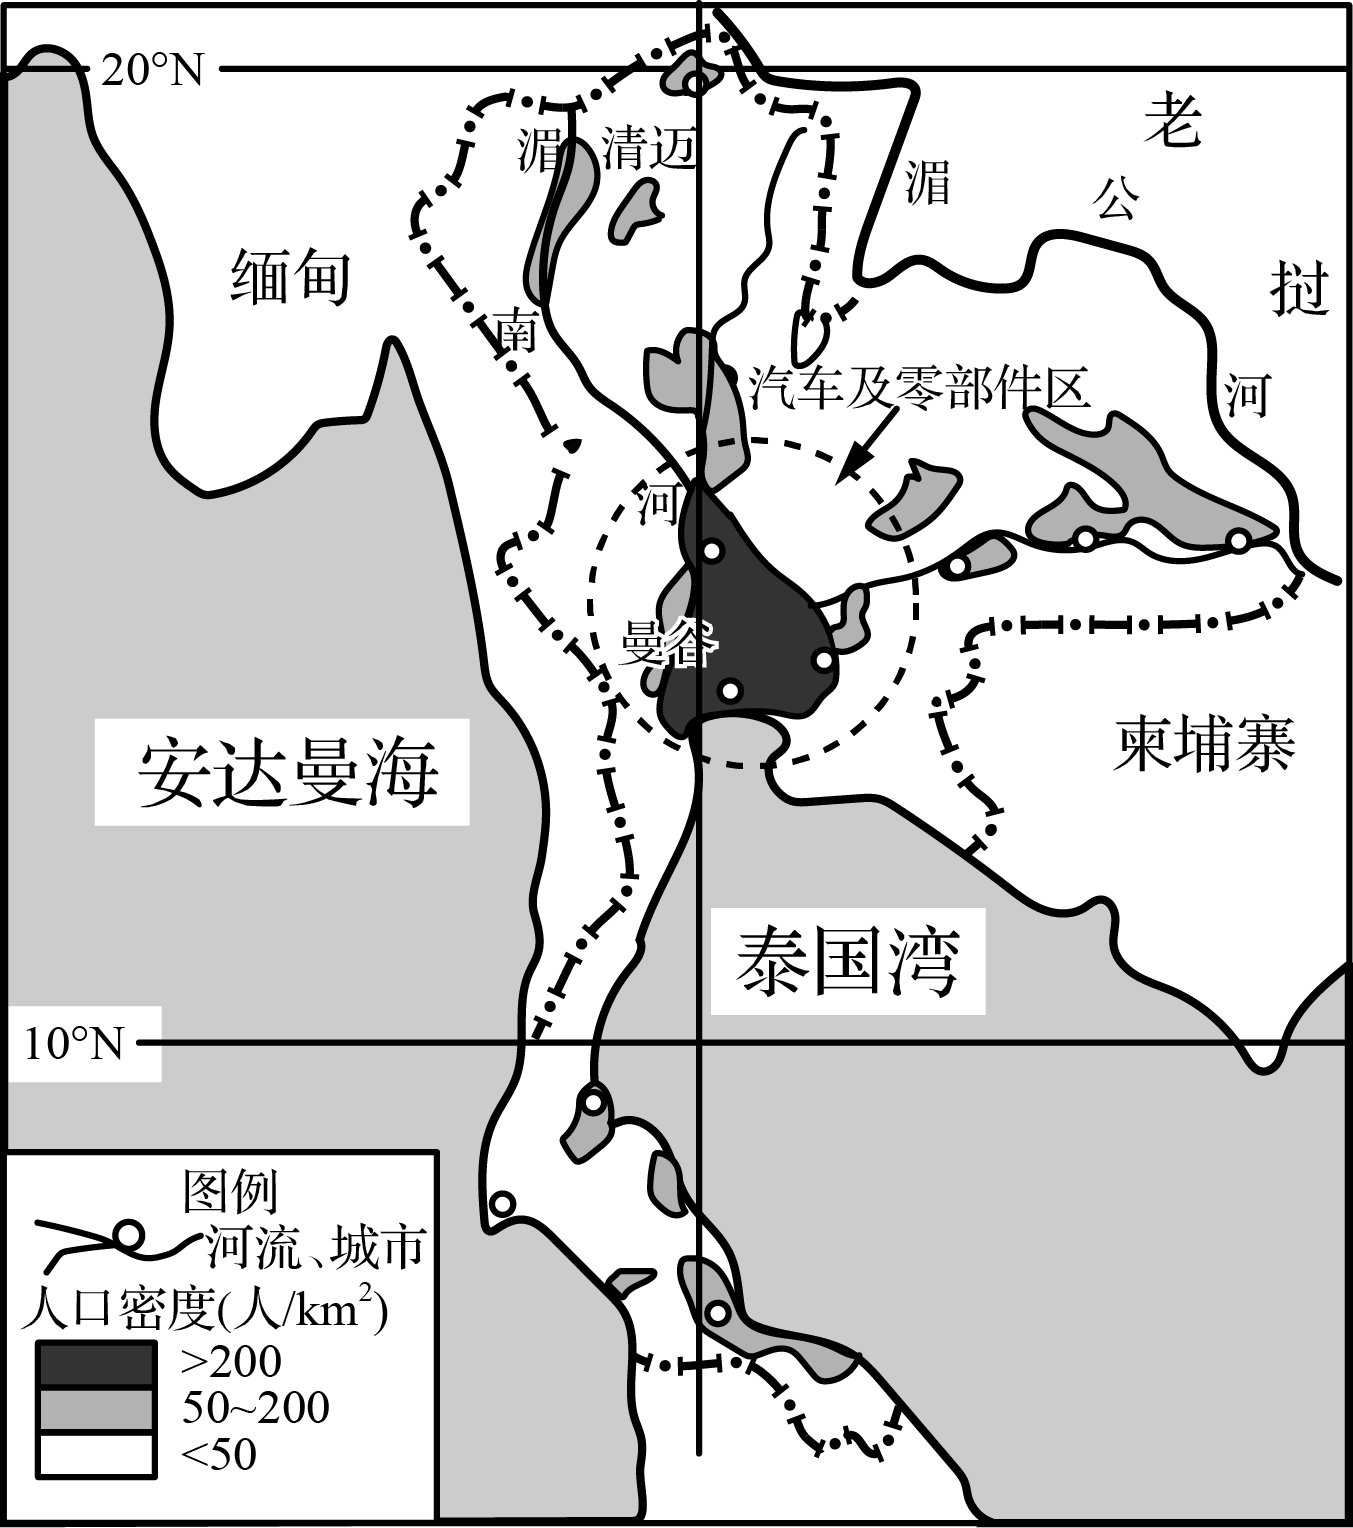 20°N
老
湄
清迈
湄
公
缅甸
挝
南
汽车及零部件区
河
河
曼谷
柬埔寨
安达曼海
泰国湾
10°N
图例
河流、城市
人口密度(人/km²)
>200
50~200
<50